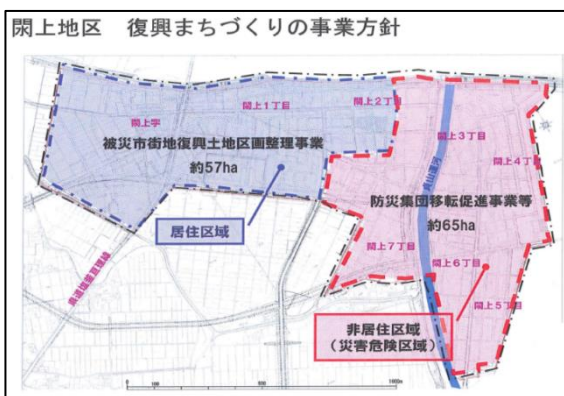 閖上地区 復興まちづくりの事業方針
閖上1丁目
閖上2丁目
閖上字
閖上3丁目
被災市街地復興土地区画整理事業
約57ha
閖上4丁目
防災集団移転促進事業等
約65ha
居住区域
閖上7丁目
閖上6丁目
閖上5丁目
非居住区域
(災害危険区域)